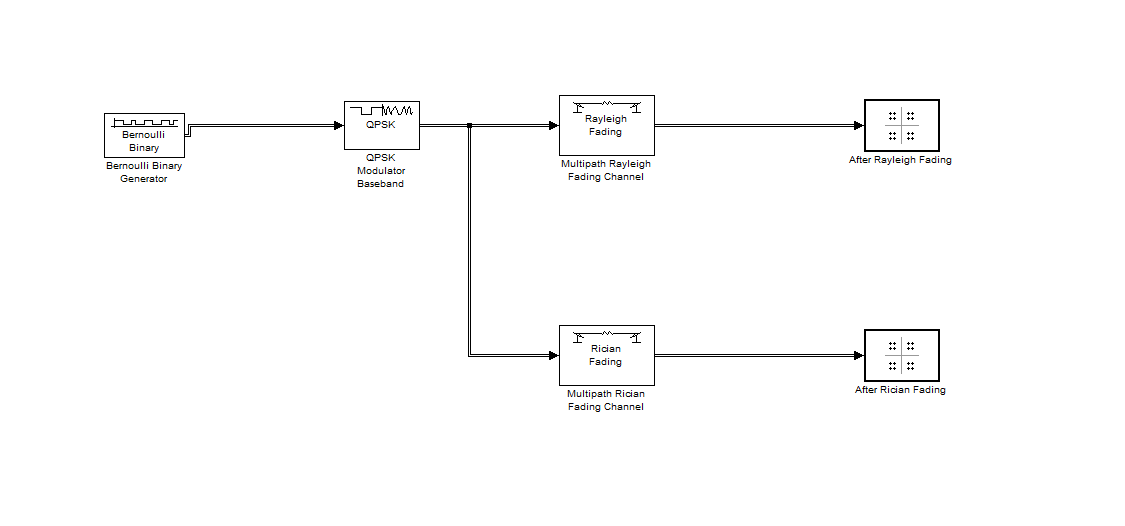 Bernoulli
Binary
Bernoulli Binary
Generator
QPSK
QPSK
Modulator
Baseband
Rayleigh
Fading
Multipath Rayleigh
Fading Channel
After Rayleigh Fading
Rician
Fading
Multipath Rician
Fading Channel
After Rician Fading